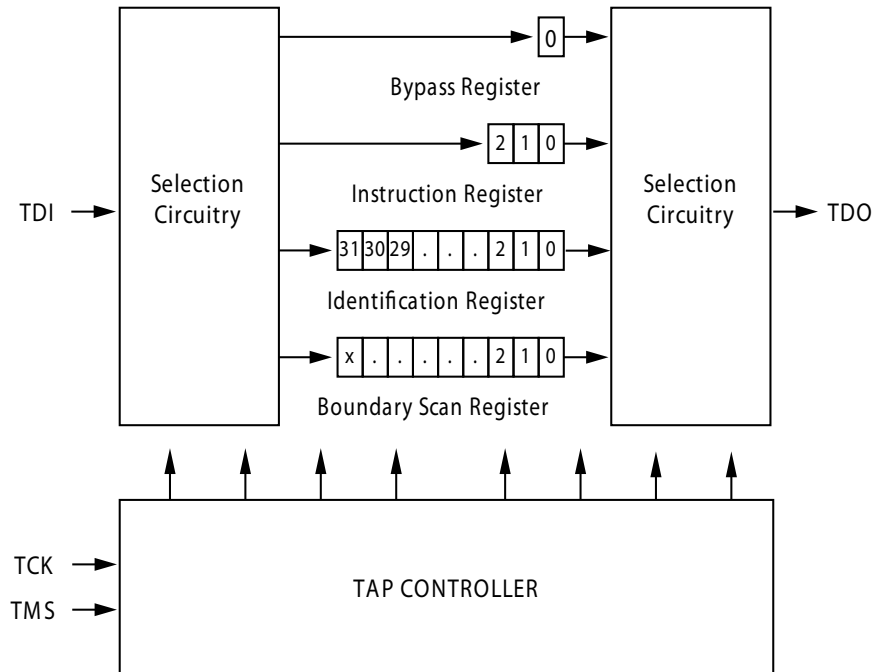 0
Bypass Register
2 1 0
Instruction Register
Selection
Circuitry
Selection
Circuitry
TDI
TDO
31 30 29 . . . 2 1 0
Identification Register
x . . . . . 2 1 0
Boundary Scan Register
TCK
TMS
TAP CONTROLLER